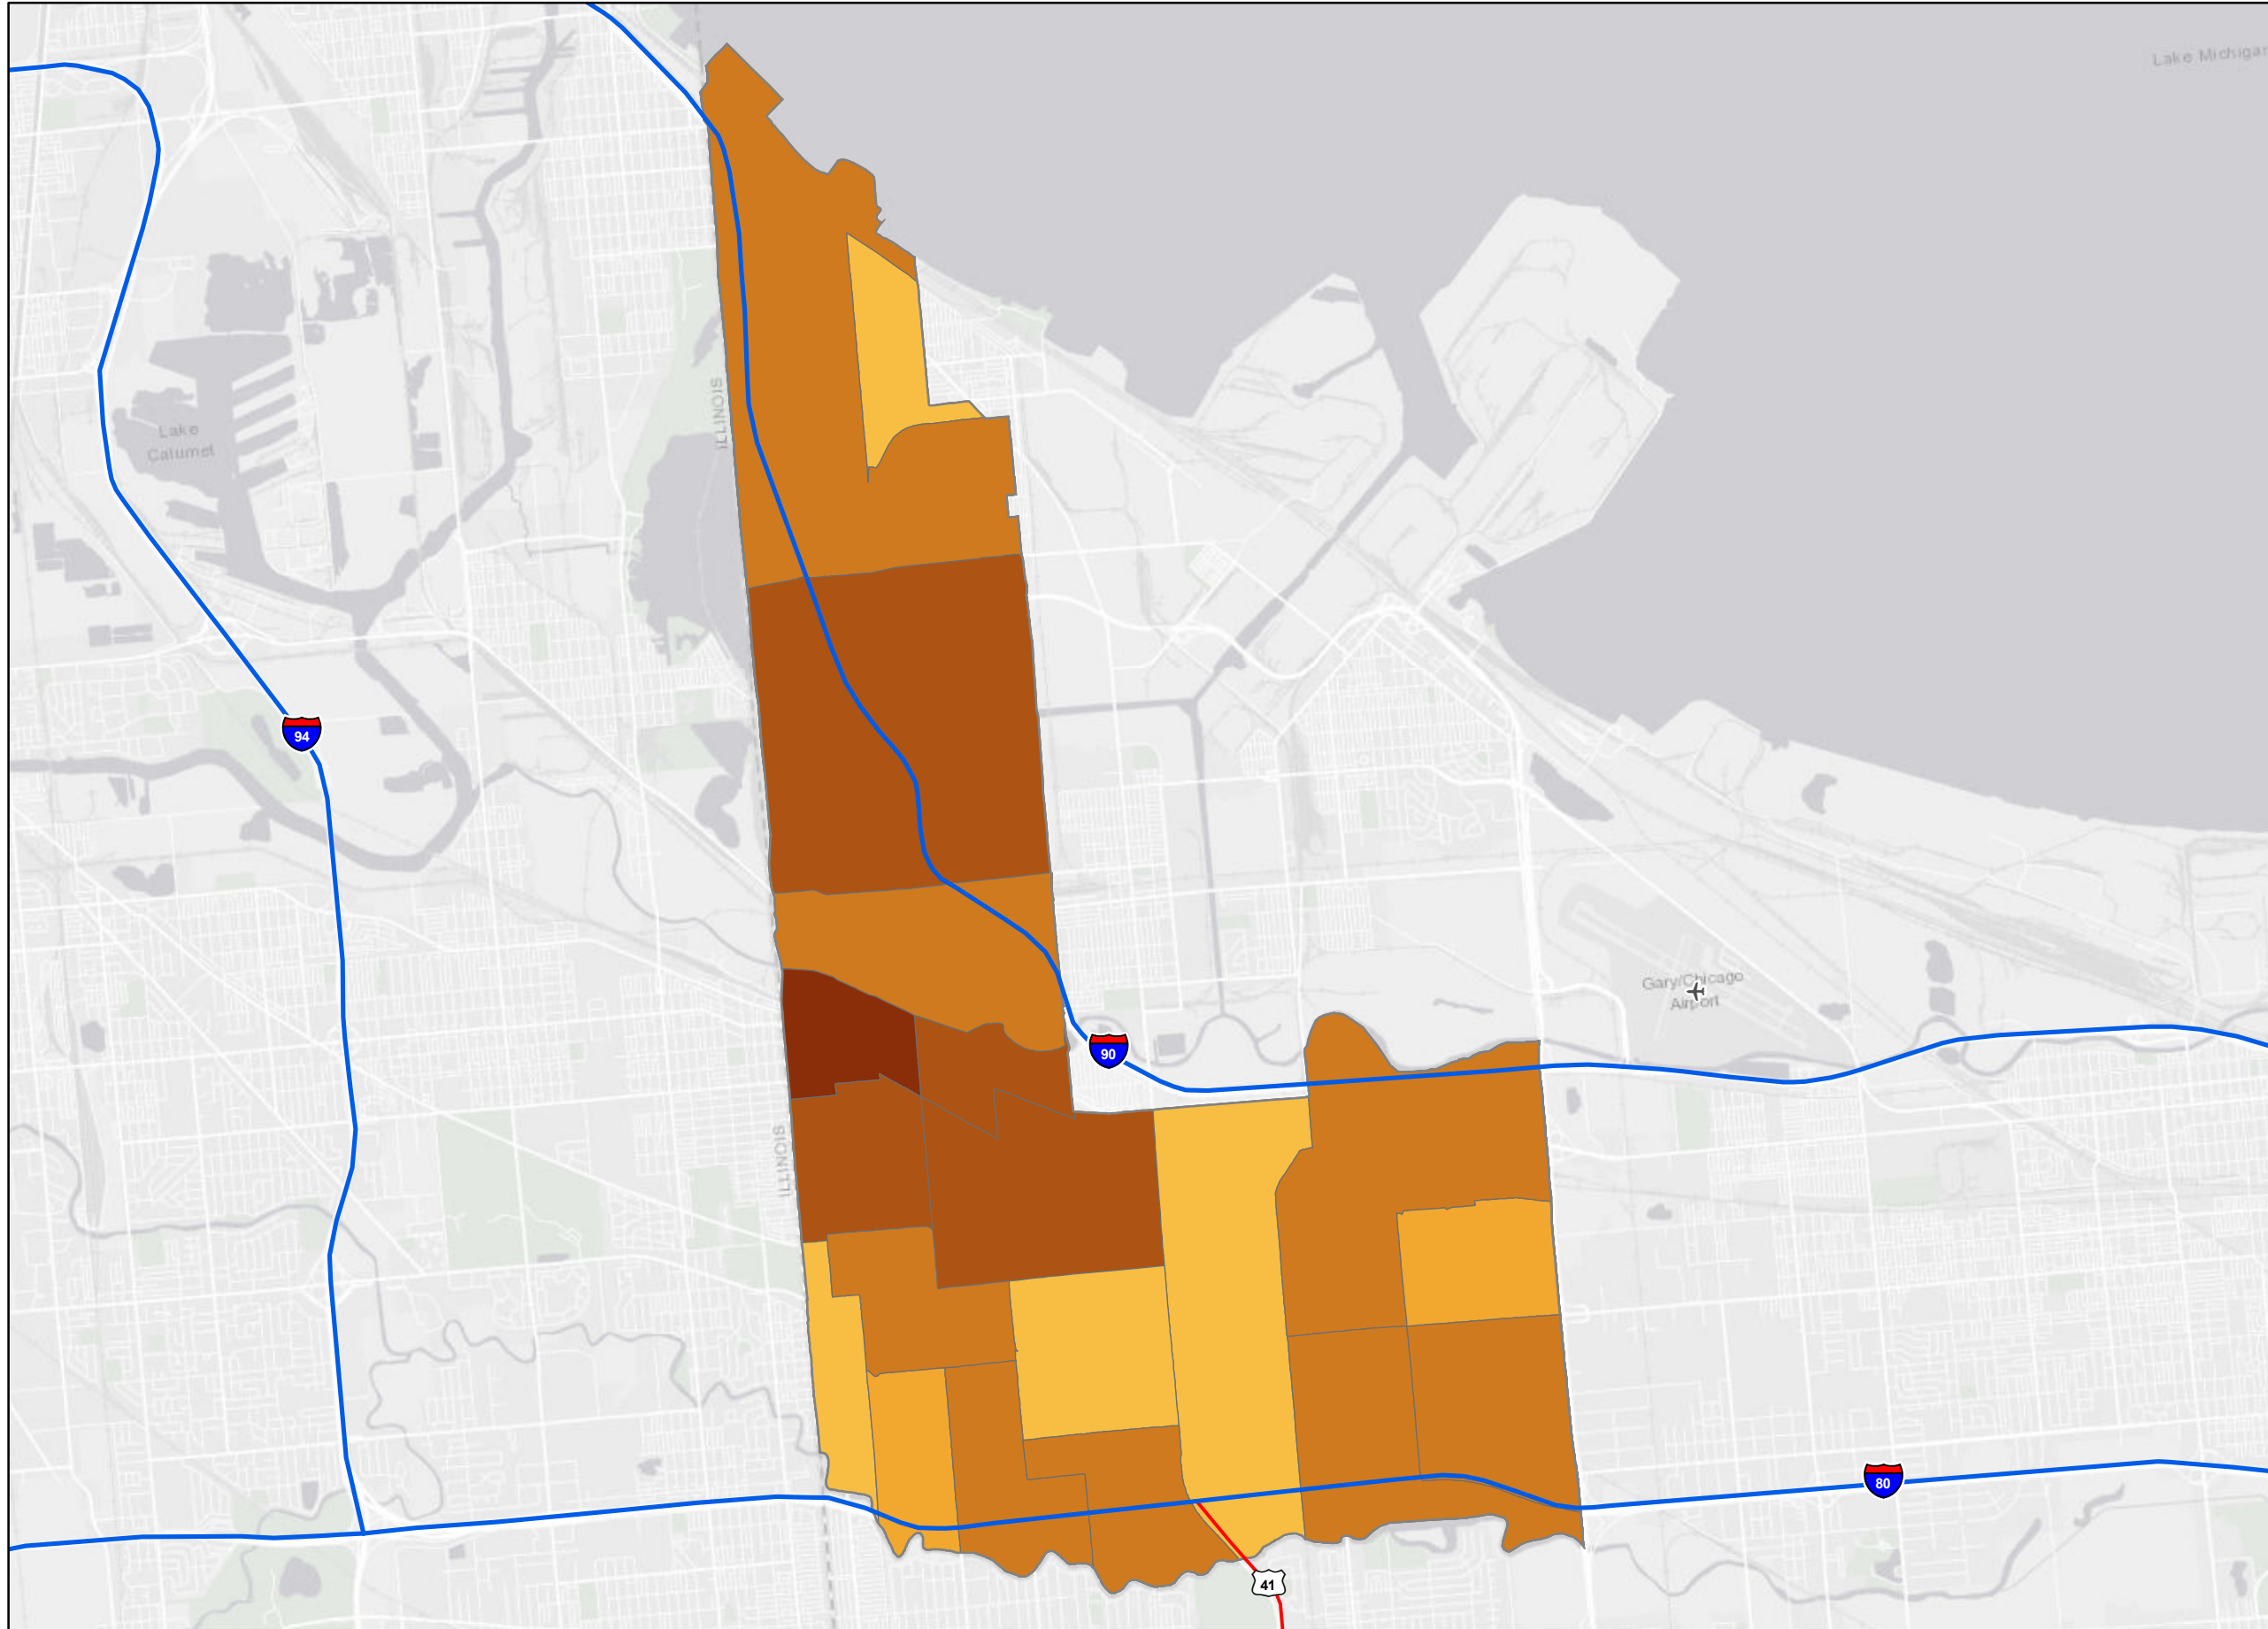 Lake Michigan
ILLINOIS
Lake
Calumet
94
Gary/Chicago
Airport
90
ILLINOIS
80
41